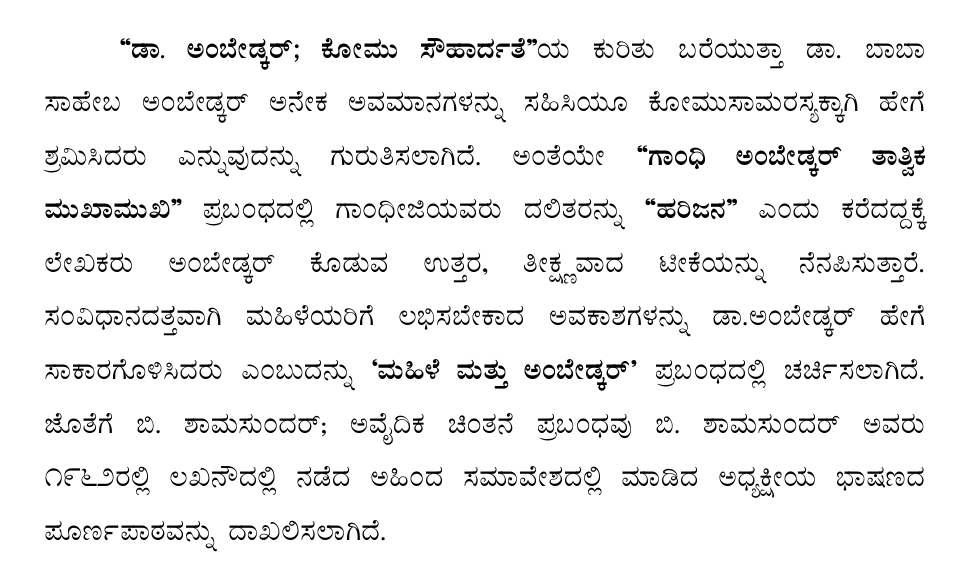 “ಡಾ. ಅಂಬೇಡ್ಕರ್; ಕೋಮು ಸೌಹಾರ್ದತೆ”ಯ ಕುರಿತು ಬರೆಯುತ್ತಾ ಡಾ. ಬಾಬಾ
ಸಾಹೇಬ ಅಂಬೇಡ್ಕರ್ ಅನೇಕ ಅವಮಾನಗಳನ್ನು ಸಹಿಸಿಯೂ ಕೋಮುಸಾಮರಸ್ಯಕ್ಕಾಗಿ ಹೇಗೆ
ಶ್ರಮಿಸಿದರು ಎನ್ನುವುದನ್ನು ಗುರುತಿಸಲಾಗಿದೆ. ಅಂತೆಯೇ “ಗಾಂಧಿ ಅಂಬೇಡ್ಕರ್ ತಾತ್ವಿಕ
ಮುಖಾಮುಖಿ” ಪ್ರಬಂಧದಲ್ಲಿ ಗಾಂಧೀಜಿಯವರು ದಲಿತರನ್ನು “ಹರಿಜನ” ಎಂದು ಕರೆದದ್ದಕ್ಕೆ
ಲೇಖಕರು ಅಂಬೇಡ್ಕರ್ ಕೊಡುವ ಉತ್ತರ, ತೀಕ್ಷ್ಣವಾದ ಟೀಕೆಯನ್ನು ನೆನಪಿಸುತ್ತಾರೆ.
ಸಂವಿಧಾನದತ್ತವಾಗಿ ಮಹಿಳೆಯರಿಗೆ ಲಭಿಸಬೇಕಾದ ಅವಕಾಶಗಳನ್ನು ಡಾ.ಅಂಬೇಡ್ಕರ್ ಹೇಗೆ
ಸಾಕಾರಗೊಳಿಸಿದರು ಎಂಬುದನ್ನು ‘ಮಹಿಳೆ ಮತ್ತು ಅಂಬೇಡ್ಕರ್’ ಪ್ರಬಂಧದಲ್ಲಿ ಚರ್ಚಿಸಲಾಗಿದೆ.
ಜೊತೆಗೆ ಬಿ. ಶಾಮಸುಂದರ್; ಅವೈದಿಕ ಚಿಂತನೆ ಪ್ರಬಂಧವು ಬಿ. ಶಾಮಸುಂದರ್ ಅವರು
೧೯೬೨ರಲ್ಲಿ ಲಖನೌದಲ್ಲಿ ನಡೆದ ಅಹಿಂದ ಸಮಾವೇಶದಲ್ಲಿ ಮಾಡಿದ ಅಧ್ಯಕ್ಷೀಯ ಭಾಷಣದ
ಪೂರ್ಣಪಾಠವನ್ನು ದಾಖಲಿಸಲಾಗಿದೆ.